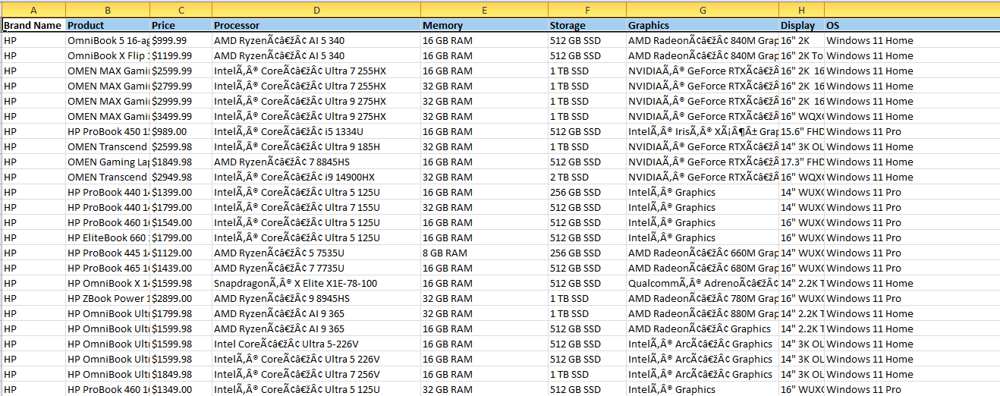 A B C D E F G H
Brand Name Product Price Processor Memory Storage Graphics Display OS
HP OmniBook 5 16-ag $999.99 AMD RyzenÃ¢â€žÂ¢ AI 5 340 16 GB RAM 512 GB SSD AMD RadeonÃ¢â€žÂ¢ 840M Grap 16" 2K Windows 11 Home
HP OmniBook X Flip $1199.99 AMD RyzenÃ¢â€žÂ¢ AI 5 340 16 GB RAM 512 GB SSD AMD RadeonÃ¢â€žÂ¢ 840M Grap 16" 2K To Windows 11 Home
HP OMEN MAX Gami $2599.99 IntelÃ‚Â® CoreÃ¢â€žÂ¢ Ultra 7 255HX 16 GB RAM 1 TB SSD NVIDIAÃ‚Â® GeForce RTXÃ¢â€žÂ 16" 2K 16 Windows 11 Home
HP OMEN MAX Gami $2799.99 IntelÃ‚Â® CoreÃ¢â€žÂ¢ Ultra 7 255HX 32 GB RAM 1 TB SSD NVIDIAÃ‚Â® GeForce RTXÃ¢â€žÂ 16" 2K 16 Windows 11 Home
HP OMEN MAX Gami $2999.99 IntelÃ‚Â® CoreÃ¢â€žÂ¢ Ultra 9 275HX 32 GB RAM 1 TB SSD NVIDIAÃ‚Â® GeForce RTXÃ¢â€žÂ 16" 2K 16 Windows 11 Home
HP OMEN MAX Gami $3499.99 IntelÃ‚Â® CoreÃ¢â€žÂ¢ Ultra 9 275HX 32 GB RAM 1 TB SSD NVIDIAÃ‚Â® GeForce RTXÃ¢â€žÂ 16" WQX Windows 11 Home
HP HP ProBook 450 15 $989.00 IntelÃ‚Â® CoreÃ¢â€žÂ¢ i5 1334U 16 GB RAM 512 GB SSD IntelÃ‚Â® IrisÃ‚Â® XÃ¡Â¶Â± Grap 15.6" FHD Windows 11 Pro
HP OMEN Transcend $2599.98 IntelÃ‚Â® CoreÃ¢â€žÂ¢ Ultra 9 185H 32 GB RAM 1 TB SSD NVIDIAÃ‚Â® GeForce RTXÃ¢â€žÂ 14" 3K OL Windows 11 Home
HP OMEN Gaming Lap $1849.98 AMD RyzenÃ¢â€žÂ¢ 7 8845HS 16 GB RAM 512 GB SSD NVIDIAÃ‚Â® GeForce RTXÃ¢â€žÂ 17.3" FHD Windows 11 Home
HP OMEN Transcend $2949.98 IntelÃ‚Â® CoreÃ¢â€žÂ¢ i9 14900HX 32 GB RAM 2 TB SSD NVIDIAÃ‚Â® GeForce RTXÃ¢â€žÂ 16" WQX Windows 11 Home
HP HP ProBook 440 14 $1399.00 IntelÃ‚Â® CoreÃ¢â€žÂ¢ Ultra 5 125U 16 GB RAM 256 GB SSD IntelÃ‚Â® Graphics 14" WUX Windows 11 Pro
HP HP ProBook 440 14 $1799.00 IntelÃ‚Â® CoreÃ¢â€žÂ¢ Ultra 7 155U 32 GB RAM 512 GB SSD IntelÃ‚Â® Graphics 14" WUX Windows 11 Pro
HP HP ProBook 460 16 $1549.00 IntelÃ‚Â® CoreÃ¢â€žÂ¢ Ultra 5 125U 16 GB RAM 512 GB SSD IntelÃ‚Â® Graphics 16" WUX Windows 11 Pro
HP HP EliteBook 660 $1799.00 IntelÃ‚Â® CoreÃ¢â€žÂ¢ Ultra 5 125U 16 GB RAM 512 GB SSD IntelÃ‚Â® Graphics 16" WUX Windows 11 Pro
HP HP ProBook 445 14 $1129.00 AMD RyzenÃ¢â€žÂ¢ 5 7535U 8 GB RAM 256 GB SSD AMD RadeonÃ¢â€žÂ¢ 660M Grap 14" WUX Windows 11 Pro
HP HP ProBook 465 16 $1439.00 AMD RyzenÃ¢â€žÂ¢ 7 7735U 16 GB RAM 512 GB SSD AMD RadeonÃ¢â€žÂ¢ 680M Grap 16" WUX Windows 11 Pro
HP HP OmniBook X 14 $1599.98 SnapdragonÃ‚Â® X Elite X1E-78-100 16 GB RAM 512 GB SSD QualcommÃ‚Â® AdrenoÃ¢â€žÂ¢ 14" 2.2K T Windows 11 Home
HP HP ZBook Power 1 $2899.00 AMD RyzenÃ¢â€žÂ¢ 9 8945HS 32 GB RAM 1 TB SSD AMD RadeonÃ¢â€žÂ¢ 780M Grap 16" WUX Windows 11 Pro
HP HP OmniBook Ult $1799.98 AMD RyzenÃ¢â€žÂ¢ AI 9 365 32 GB RAM 1 TB SSD AMD RadeonÃ¢â€žÂ¢ 880M Grap 14" 2.2K T Windows 11 Home
HP HP OmniBook Ult $1599.98 AMD RyzenÃ¢â€žÂ¢ AI 9 365 16 GB RAM 512 GB SSD AMD RadeonÃ¢â€žÂ¢ Graphics 14" 2.2K T Windows 11 Home
HP HP OmniBook Ult $1599.98 Intel CoreÃ¢â€žÂ¢ Ultra 5-226V 16 GB RAM 512 GB SSD IntelÃ‚Â® ArcÃ¢â€žÂ¢ Graphics 14" 3K OL Windows 11 Home
HP HP OmniBook Ult $1599.98 IntelÃ‚Â® CoreÃ¢â€žÂ¢ Ultra 5 226V 16 GB RAM 512 GB SSD IntelÃ‚Â® ArcÃ¢â€žÂ¢ Graphics 14" 3K OL Windows 11 Home
HP HP OmniBook Ult $1849.98 IntelÃ‚Â® CoreÃ¢â€žÂ¢ Ultra 7 256V 16 GB RAM 1 TB SSD IntelÃ‚Â® ArcÃ¢â€žÂ¢ Graphics 14" 3K OL Windows 11 Home
HP HP ProBook 460 16 $1349.00 IntelÃ‚Â® CoreÃ¢â€žÂ¢ Ultra 5 125U 32 GB RAM 512 GB SSD IntelÃ‚Â® Graphics 16" WUX Windows 11 Pro